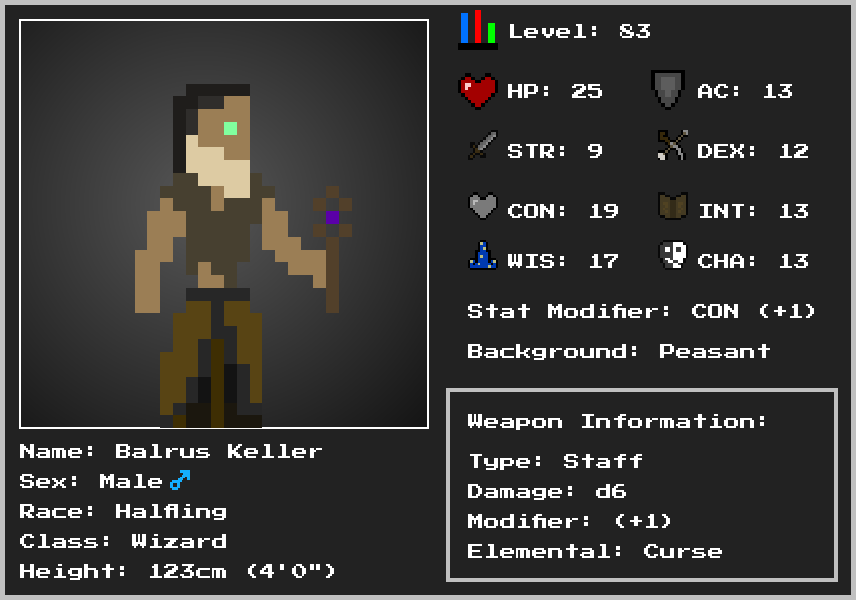 Level: 83
HP: 25
AC: 13
STR: 9
DEX: 12
CON: 19
INT: 13
WIS: 17
CHA: 13
Stat Modifier: CON (+1)
Background: Peasant
Weapon Information:
Type: Staff
Damage: d6
Modifier: (+1)
Elemental: Curse
Name: Balrus Keller
Sex: Male♂
Race: Halfling
Class: Wizard
Height: 123cm (4'0")